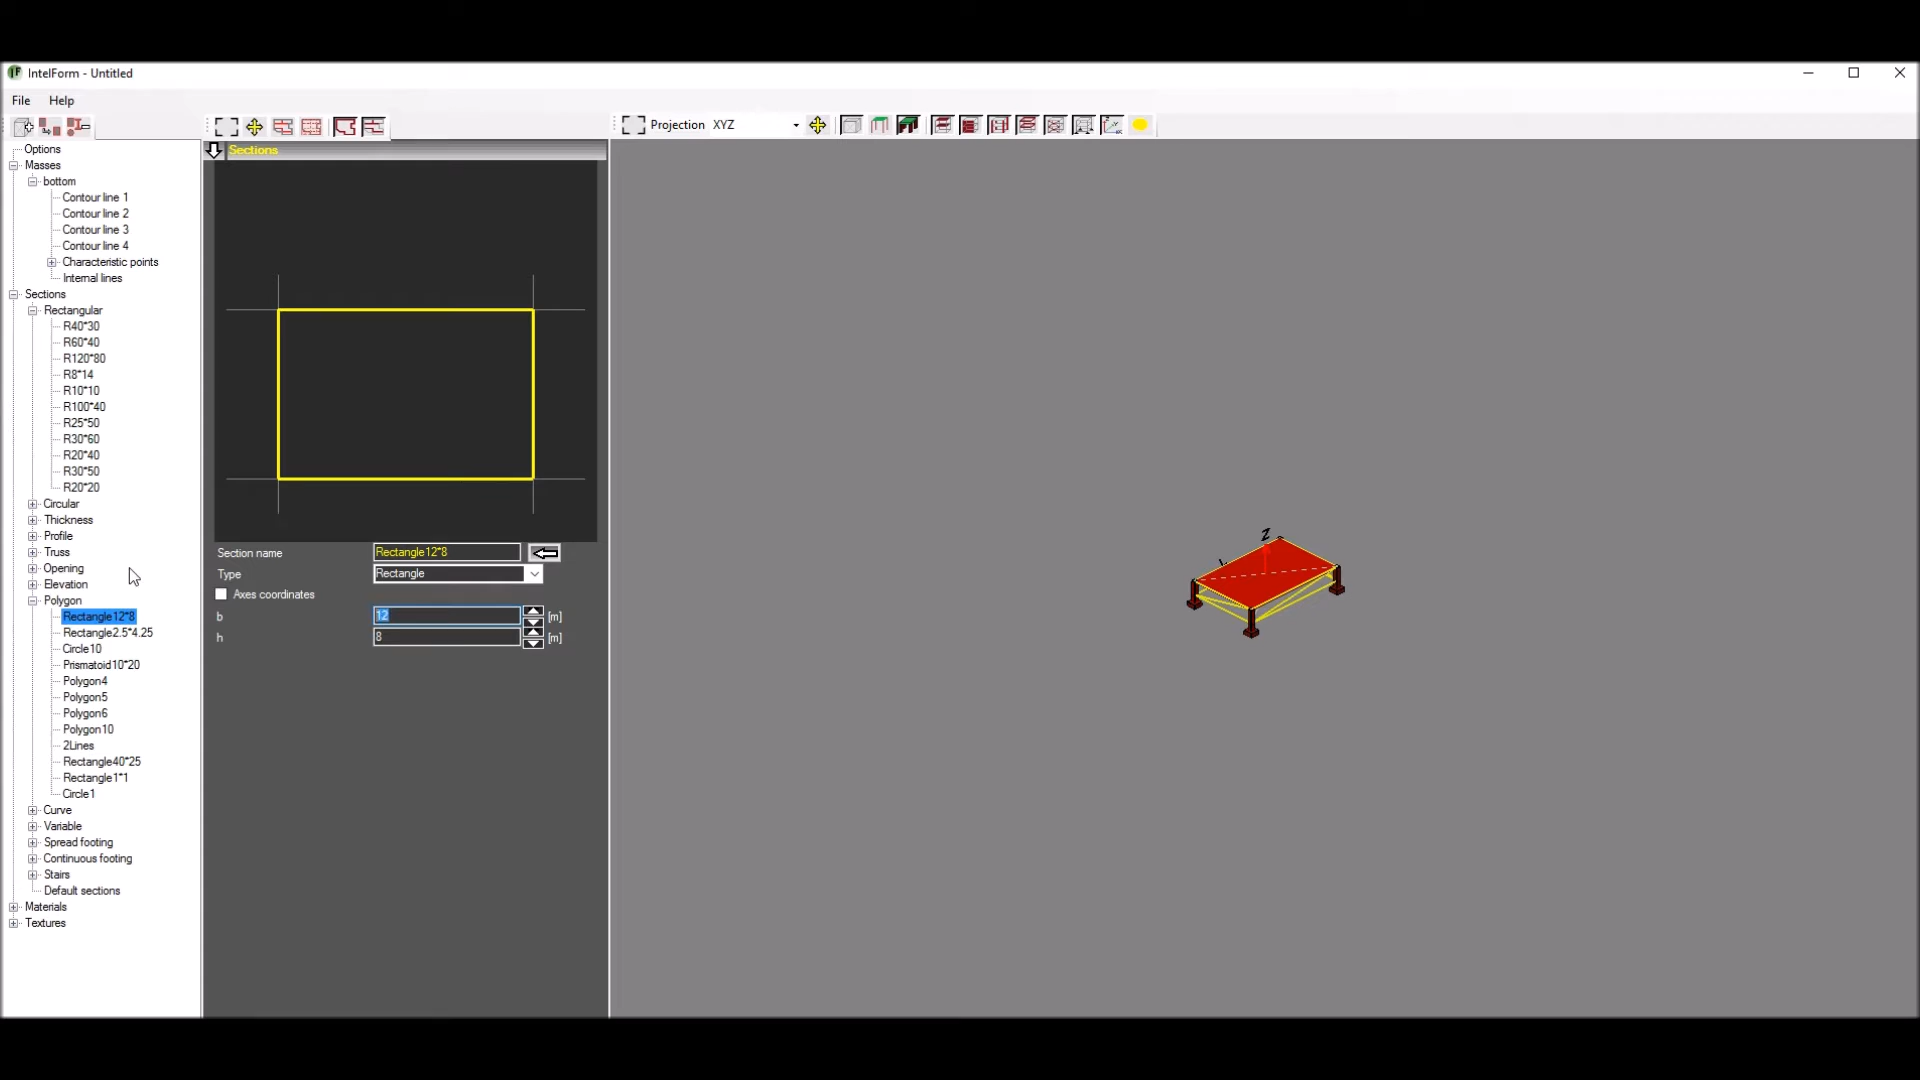 IntelForm - Untitled
File Help
Projection XYZ
Options
Masses
bottom
Contour line 1
Contour line 2
Contour line 3
Contour line 4
Characteristic points
Internal lines
Sections
Rectangular
R40*30
R60*40
R120*80
R8*14
R10*10
R100*40
R25*50
R30*60
R20*40
R30*50
R20*20
Circular
Thickness
Profile
Truss
Opening
Elevation
Polygon
Rectangle12*8
Rectangle2.5*4.25
Circle10
Prismatoid10*20
Polygon4
Polygon5
Polygon6
Polygon10
2Lines
Rectangle40*25
Rectangle1*1
Circle1
Curve
Variable
Spread footing
Continuous footing
Stairs
Default sections
Materials
Textures
Sections
Section name Rectangle12*8
Type Rectangle
Axes coordinates
b 12 [m]
h 8 [m]
Z